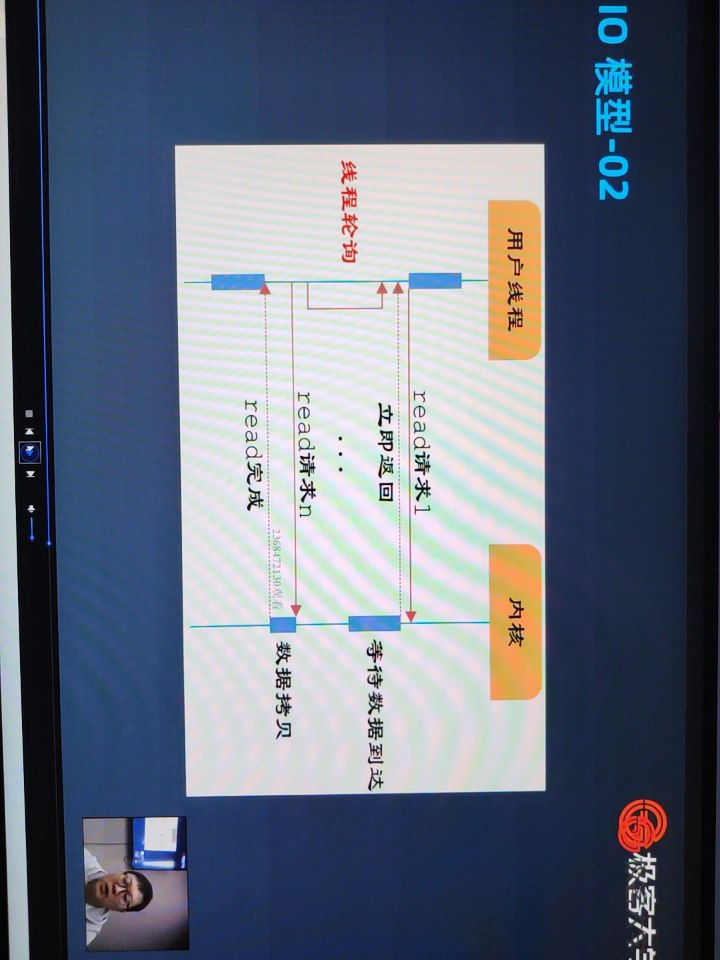 极客大学
IO 模型-02
用户线程
内核
read请求1
立即返回
等待数据到达
线程轮询
...
read请求n
2368472130观看
数据拷贝
read完成